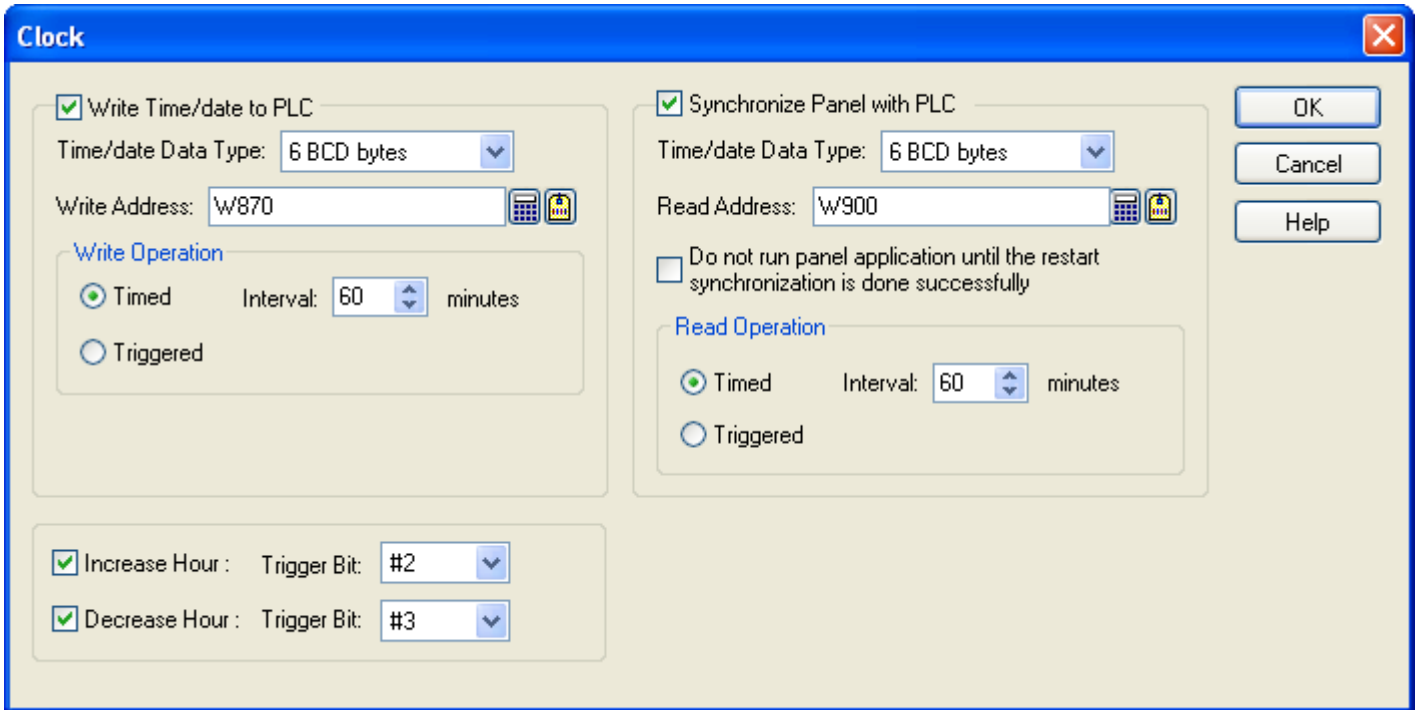 Clock
Write Time/date to PLC
Time/date Data Type: 6 BCD bytes
Write Address: W870
Write Operation
Timed Interval: 60 minutes
Triggered
Synchronize Panel with PLC
Time/date Data Type: 6 BCD bytes
Read Address: W900
Do not run panel application until the restart
synchronization is done successfully
Read Operation
Timed Interval: 60 minutes
Triggered
OK
Cancel
Help
Increase Hour : Trigger Bit: #2
Decrease Hour : Trigger Bit: #3